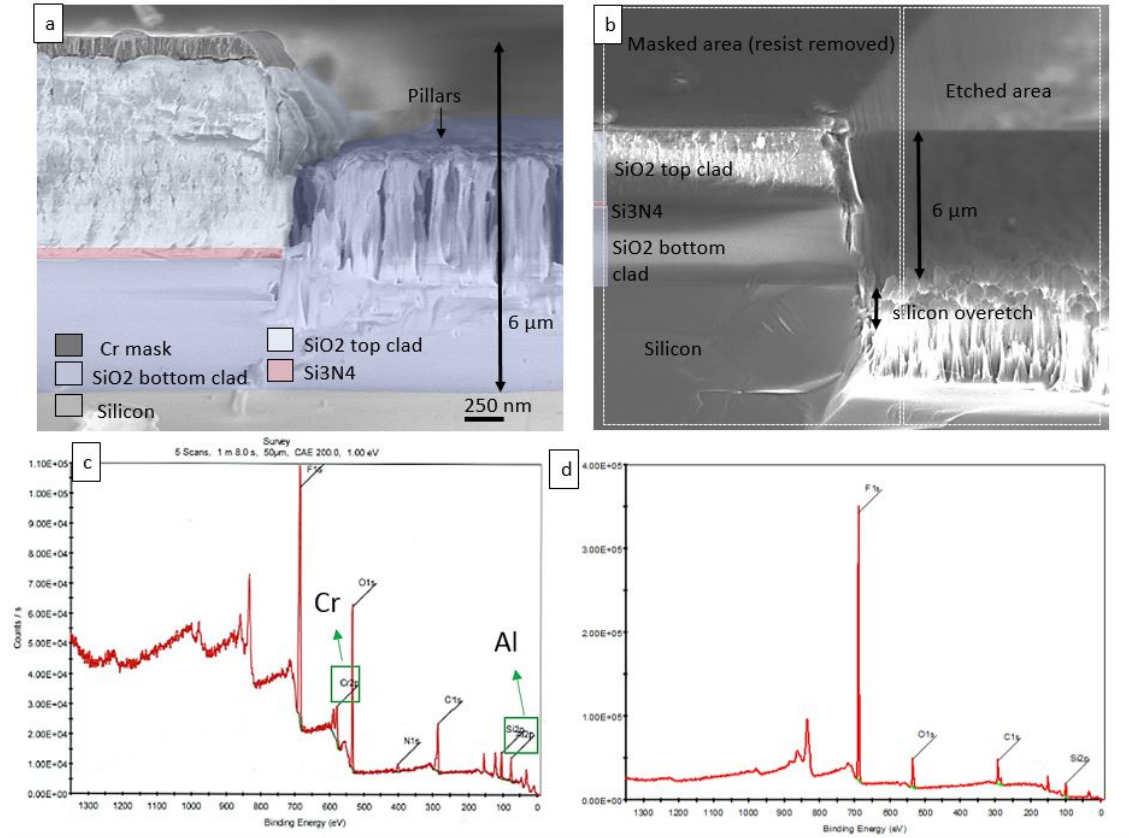 a
Pillars
6 µm
Cr mask
SiO2 bottom clad
Silicon
SiO2 top clad
Si3N4
250 nm
b
Masked area (resist removed)
Etched area
SiO2 top clad
Si3N4
SiO2 bottom
clad
6 µm
silicon overetch
Silicon
c
Survey
5 Scans, 1 m 8.0 s, 50µm, CAE 200.0, 1.00 eV
1.10E+05
1.00E+05
9.00E+04
8.00E+04
7.00E+04
6.00E+04
5.00E+04
4.00E+04
3.00E+04
2.00E+04
1.00E+04
0.00E+00
Counts / s
F1s
O1s
Cr
Cr2p
Al
C1s
N1s
Si2p
1300 1200 1100 1000 900 800 700 600 500 400 300 200 100 0
Binding Energy (eV)
d
4.00E+05
3.00E+05
2.00E+05
1.00E+05
0.00E+00
F1s
O1s
C1s
Si2p
1300 1200 1100 1000 900 800 700 600 500 400 300 200 100 0
Binding Energy (eV)